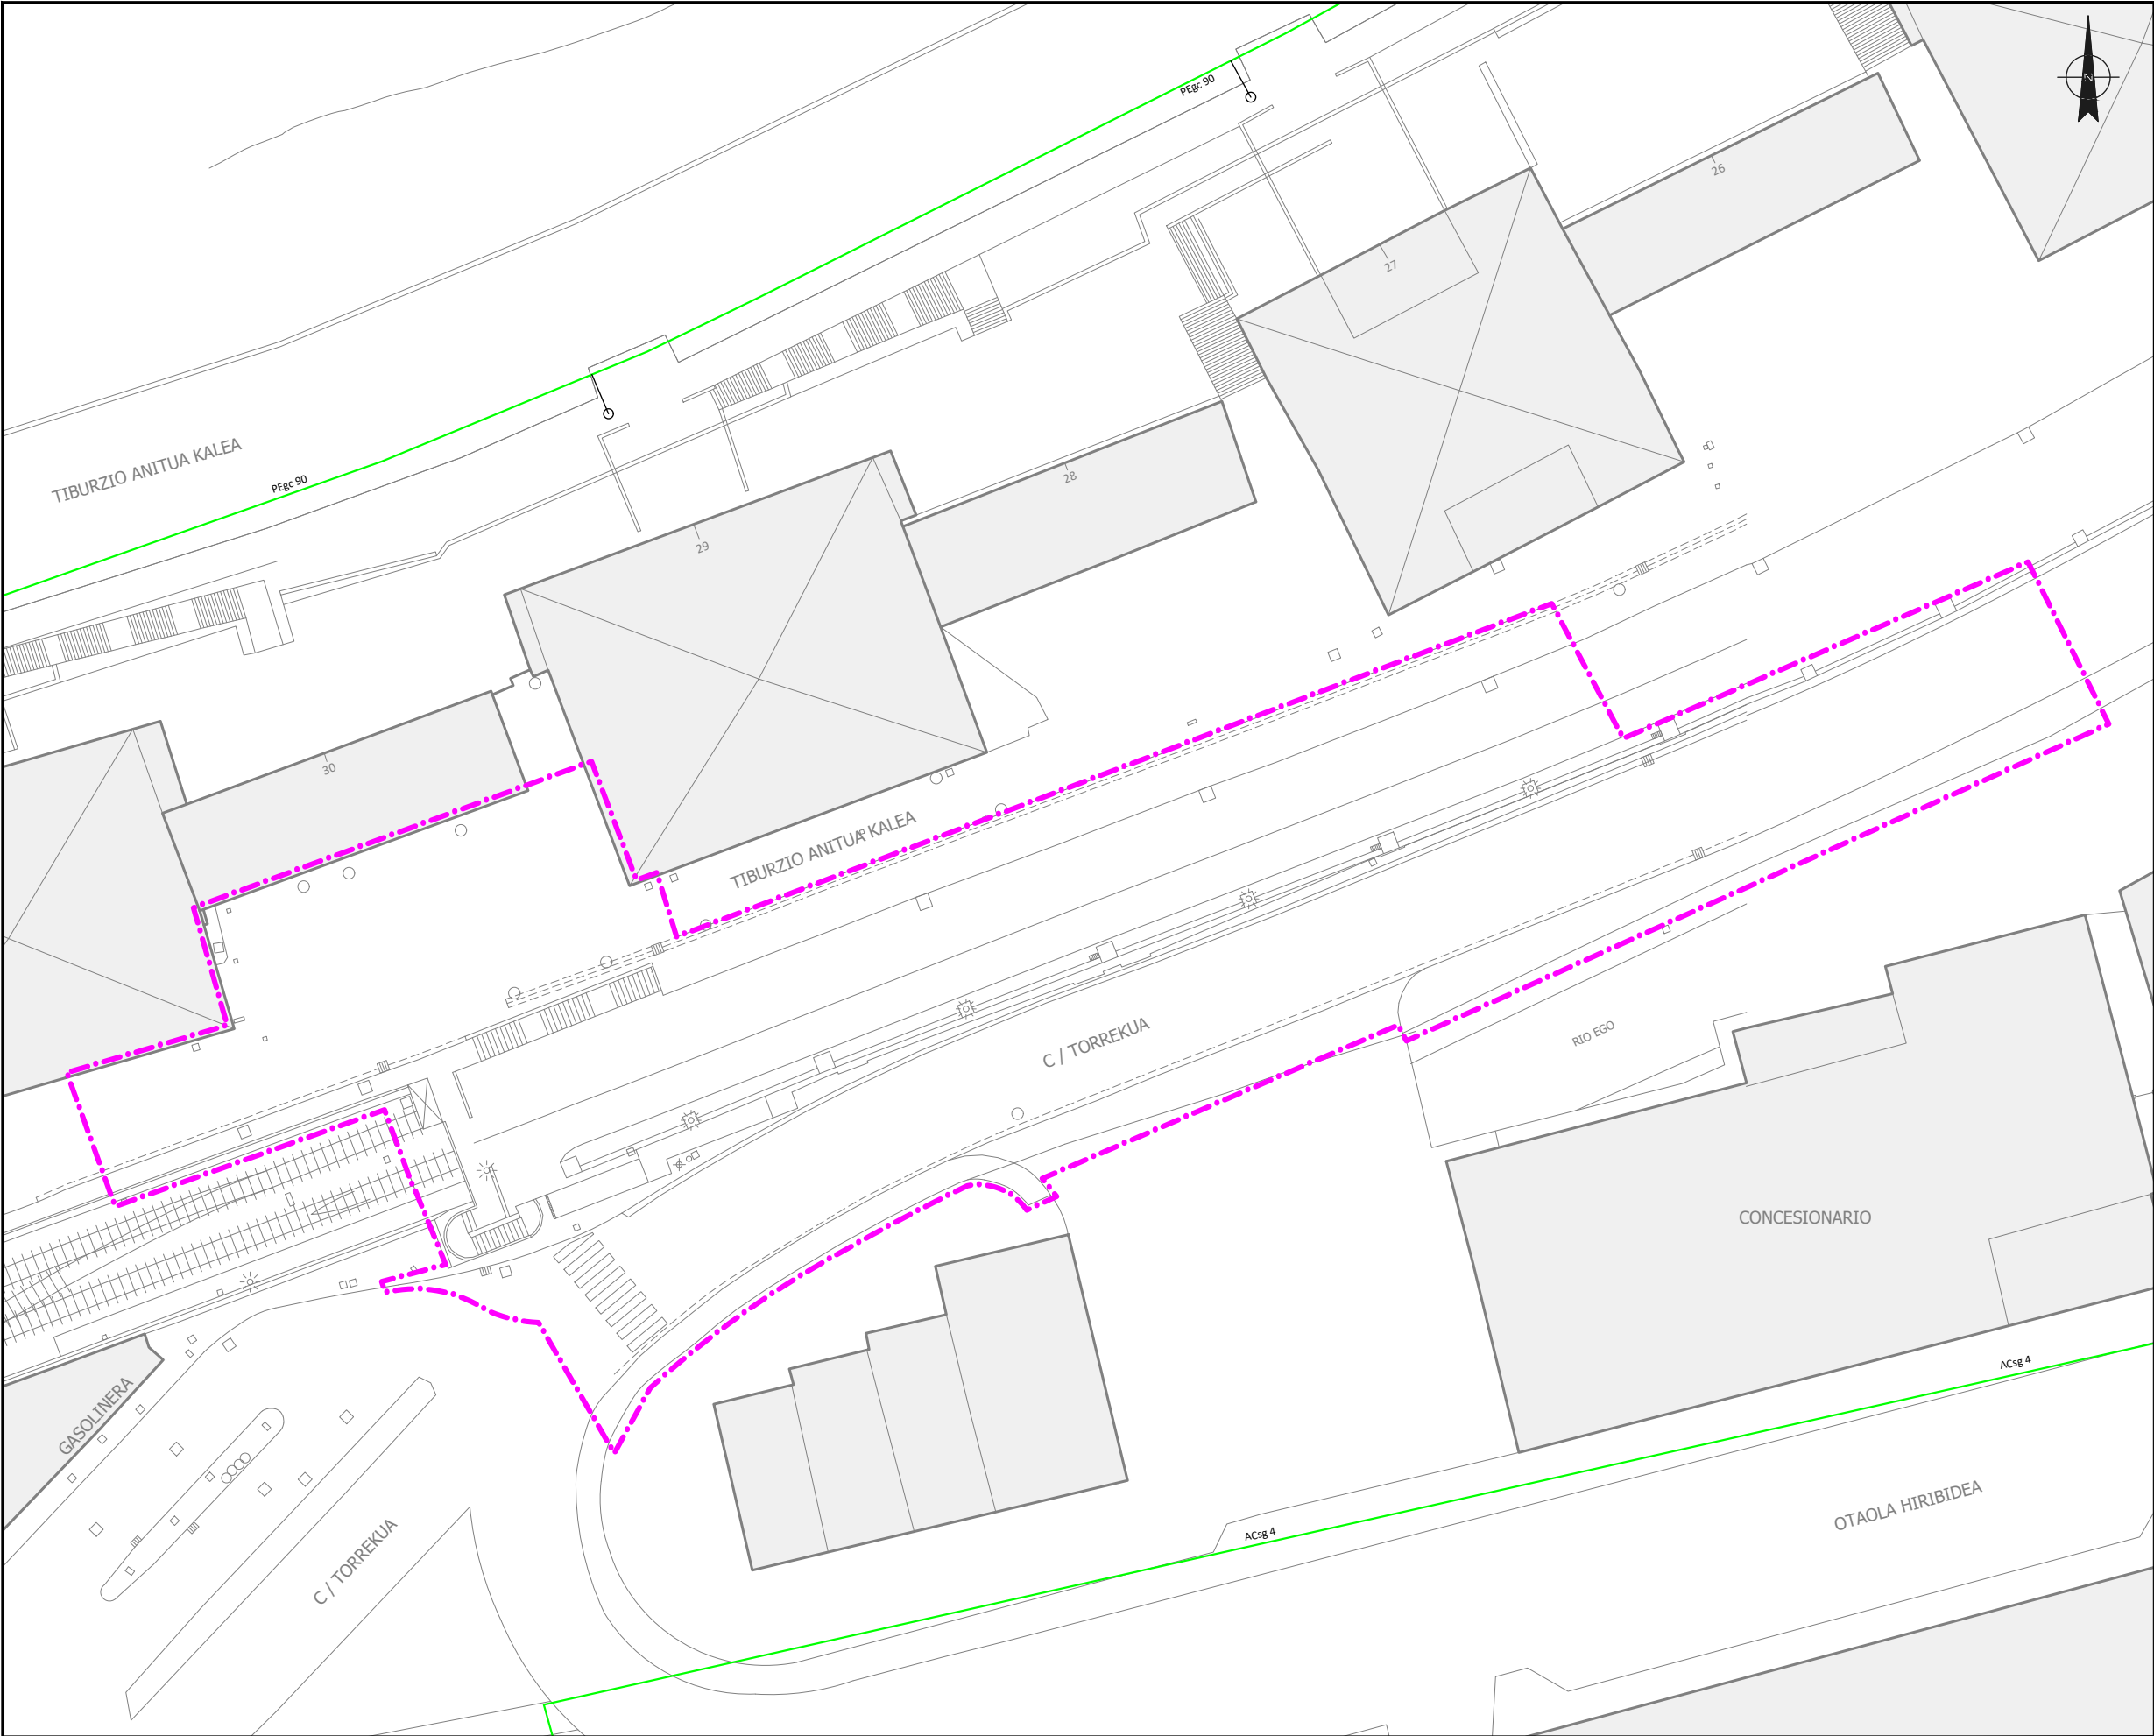 PEgc 90
N
26
27
TIBURZIO ANITUA KALEA
PEgc 90
28
29
30
TIBURZIO ANITUA KALEA
C / TORREKUA
RIO EGO
CONCESIONARIO
GASOLINERA
ACsg 4
C / TORREKUA
ACsg 4
OTAOLA HIRIBIDEA